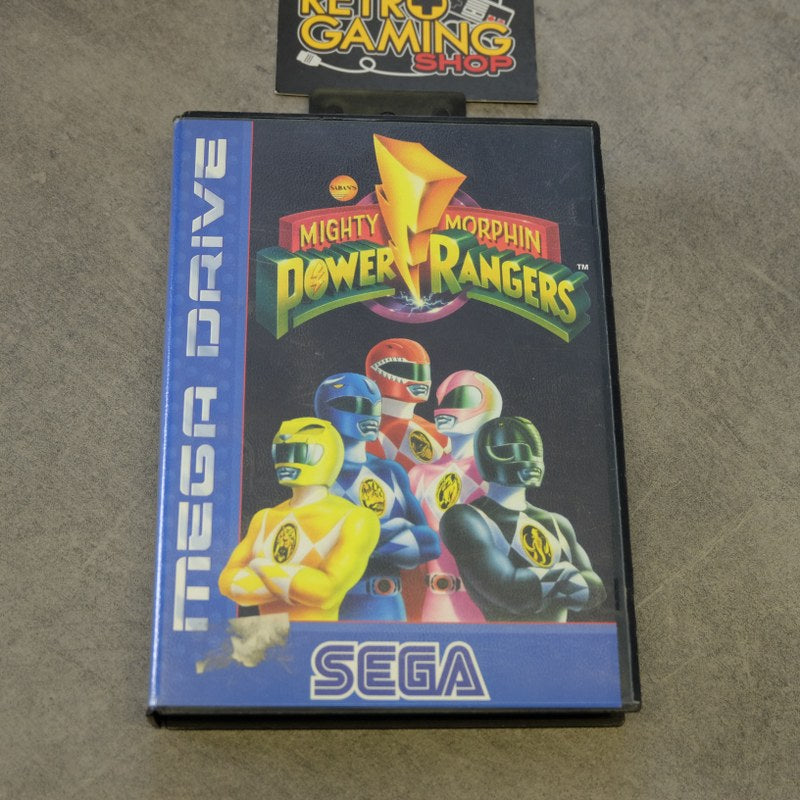 RETRO
GAMING
SHOP
MEGA DRIVE
SABAN'S
MIGHTY MORPHIN
POWER RANGERS
TM
SEGA